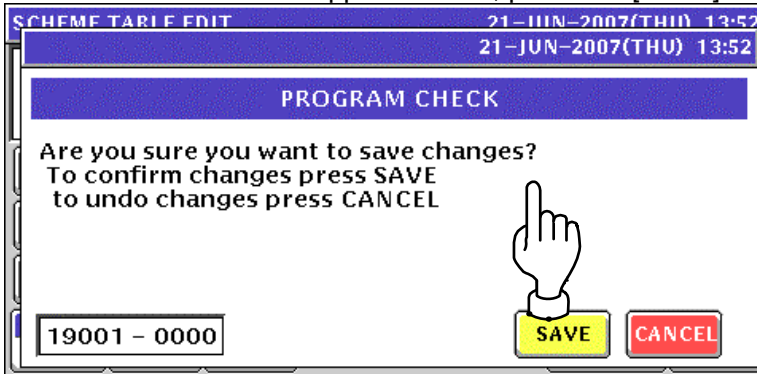 SCHEME TABLE EDIT 21-JUN-2007(THU) 13:52
21-JUN-2007(THU) 13:52
PROGRAM CHECK
Are you sure you want to save changes?
To confirm changes press SAVE
to undo changes press CANCEL
19001 - 0000
SAVE
CANCEL